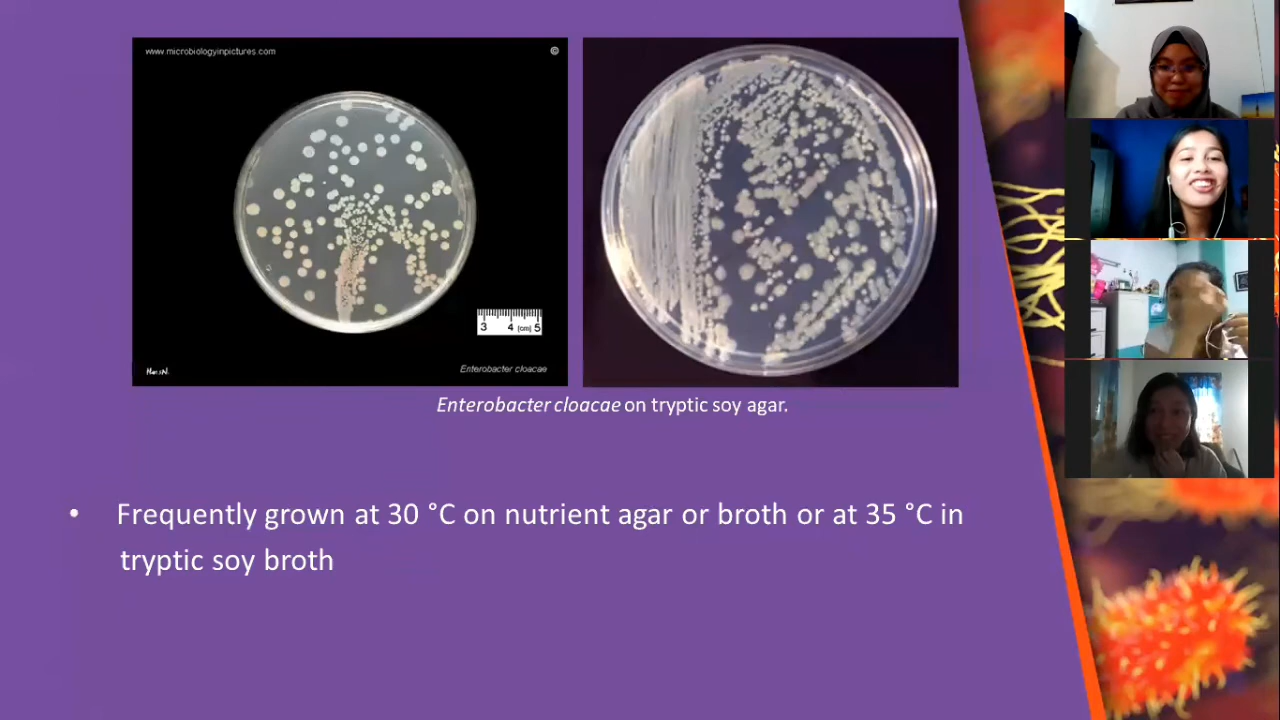 www microbiologyinpictures.com
©
3 4 (cm) 5
Enterobacter cloacae
Enterobacter cloacae on tryptic soy agar.
• Frequently grown at 30 °C on nutrient agar or broth or at 35 °C in
tryptic soy broth